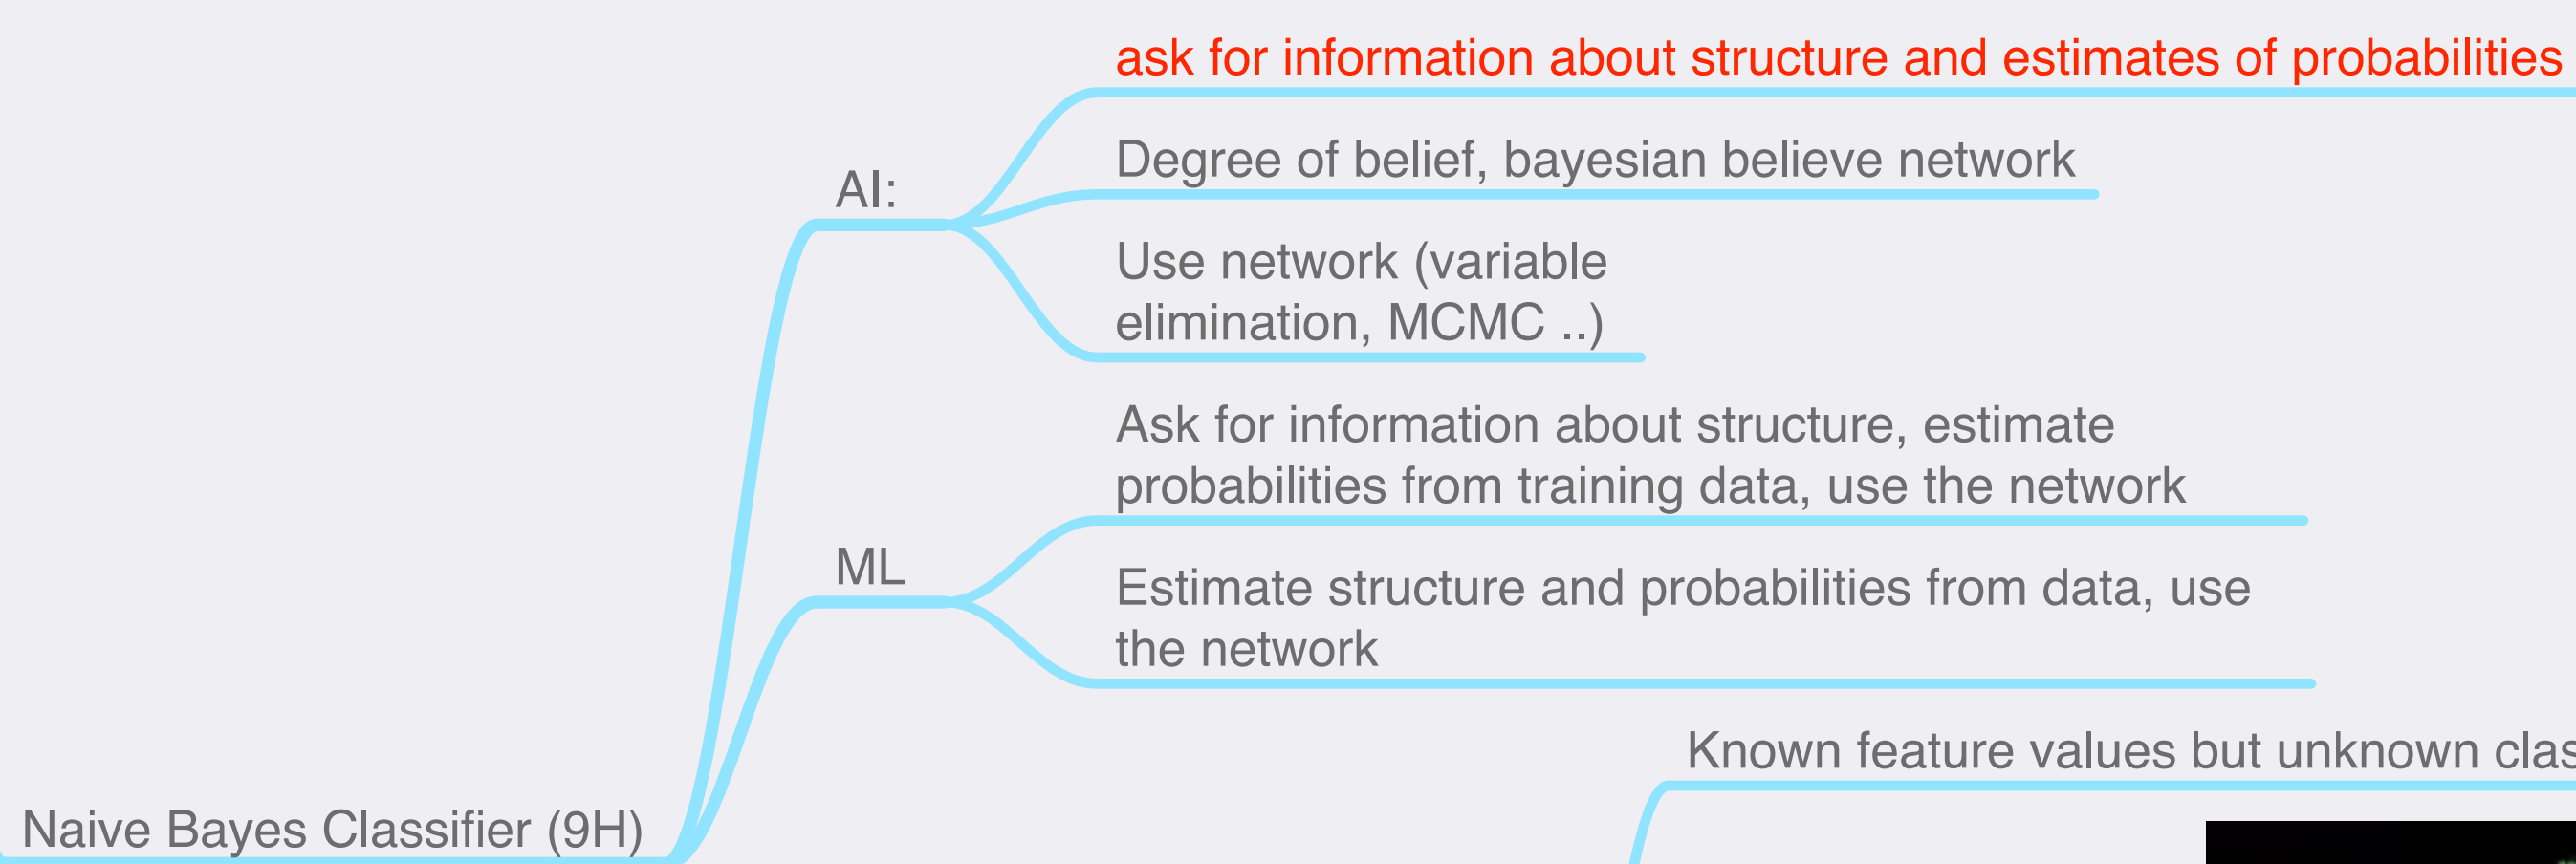 ask for information about structure and estimates of probabilities
Degree of belief, bayesian believe network
AI:
Use network (variable
elimination, MCMC ..)
Ask for information about structure, estimate
probabilities from training data, use the network
ML
Estimate structure and probabilities from data, use
the network
Known feature values but unknown
Naive Bayes Classifier (9H)